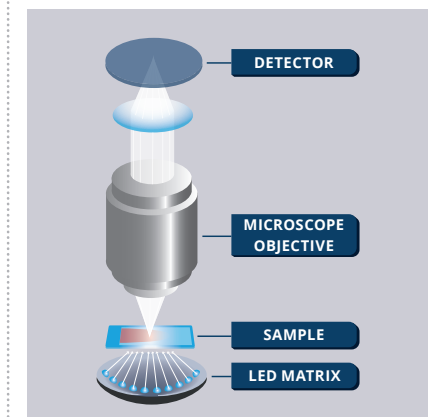 DETECTOR
MICROSCOPE
OBJECTIVE
SAMPLE
LED MATRIX